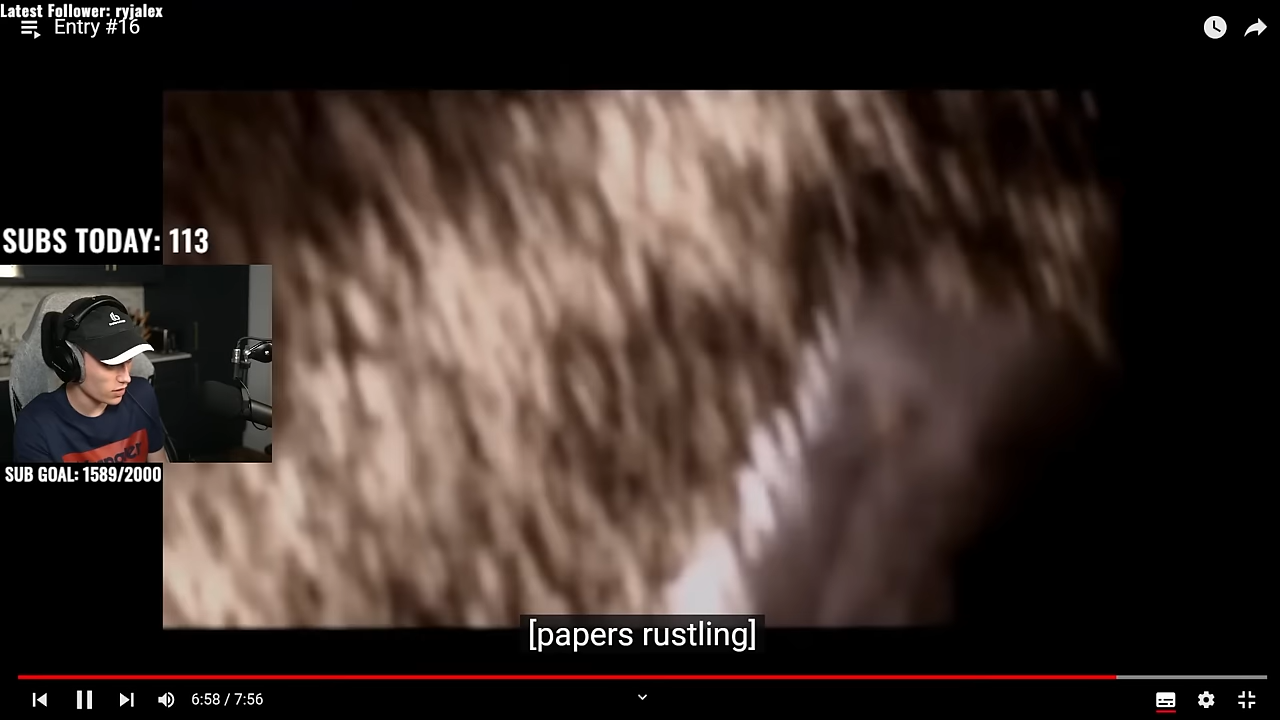 Latest Follower: ryjalex
Entry #16
SUBS TODAY: 113
SUB GOAL: 1589/2000
[papers rustling]
6:58 / 7:56